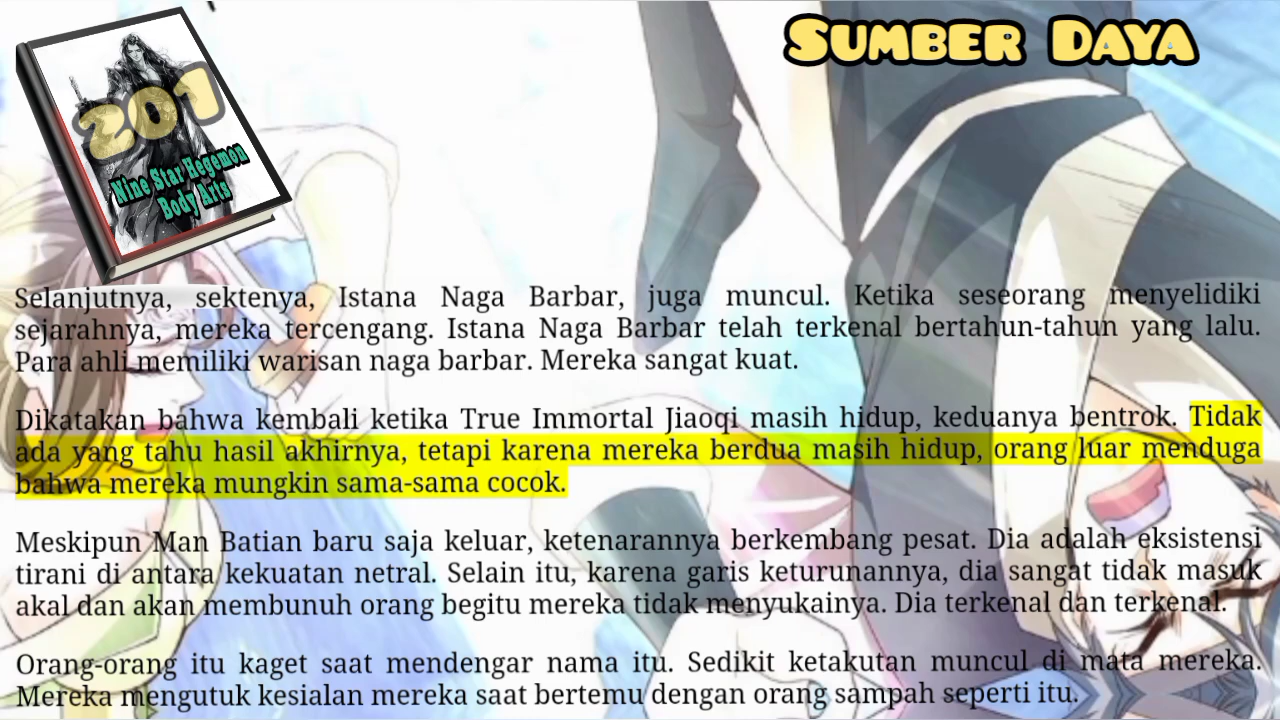 Sumber Daya
201
Nine Star Hegemon
Body Arts
Selanjutnya, sektenya, Istana Naga Barbar, juga muncul. Ketika seseorang menyelidiki
sejarahnya, mereka tercengang. Istana Naga Barbar telah terkenal bertahun-tahun yang lalu.
Para ahli memiliki warisan naga barbar. Mereka sangat kuat.
Dikatakan bahwa kembali ketika True Immortal Jiaoqi masih hidup, keduanya bentrok. Tidak
ada yang tahu hasil akhirnya, tetapi karena mereka berdua masih hidup, orang luar menduga
bahwa mereka mungkin sama-sama cocok.
Meskipun Man Batian baru saja keluar, ketenarannya berkembang pesat. Dia adalah eksistensi
tirani di antara kekuatan netral. Selain itu, karena garis keturunannya, dia sangat tidak masuk
akal dan akan membunuh orang begitu mereka tidak menyukainya. Dia terkenal dan terkenal.
Orang-orang itu kaget saat mendengar nama itu. Sedikit ketakutan muncul di mata mereka.
Mereka mengutuk kesialan mereka saat bertemu dengan orang sampah seperti itu.